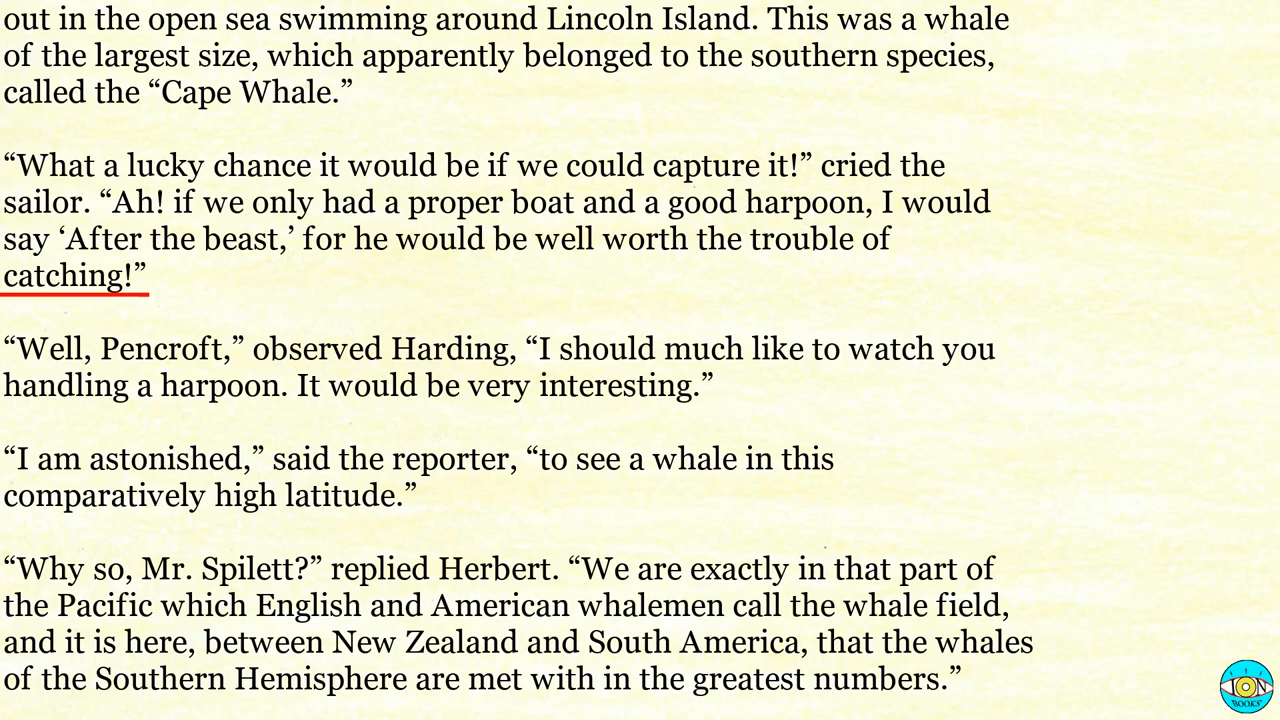 out in the open sea swimming around Lincoln Island. This was a whale
of the largest size, which apparently belonged to the southern species,
called the “Cape Whale.”
“What a lucky chance it would be if we could capture it!” cried the
sailor. “Ah! if we only had a proper boat and a good harpoon, I would
say ‘After the beast,’ for he would be well worth the trouble of
catching!”
“Well, Pencroft,” observed Harding, “I should much like to watch you
handling a harpoon. It would be very interesting.”
“I am astonished,” said the reporter, “to see a whale in this
comparatively high latitude.”
“Why so, Mr. Spilett?” replied Herbert. “We are exactly in that part of
the Pacific which English and American whalemen call the whale field,
and it is here, between New Zealand and South America, that the whales
of the Southern Hemisphere are met with in the greatest numbers.”
ION
BOOKS